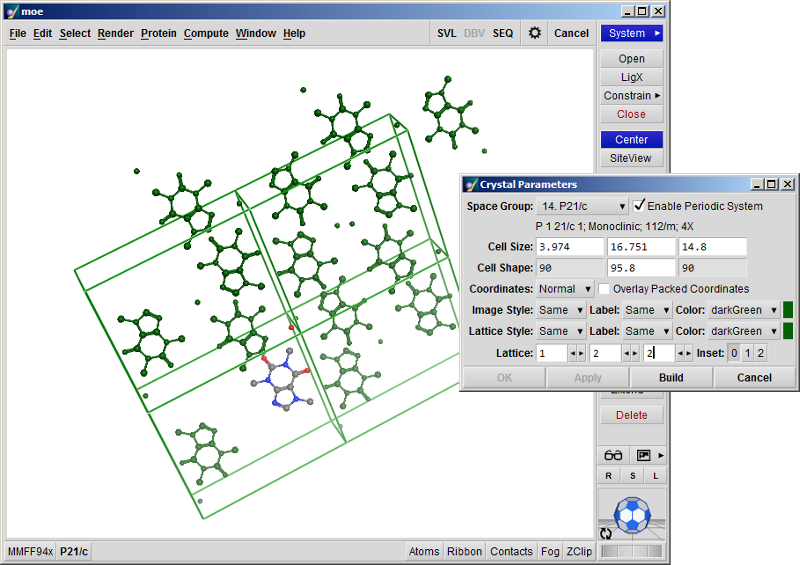 moe
File Edit Select Render Protein Compute Window Help SVL DBV SEQ Cancel
System
Open
LigX
Constrain
Close
Center
SiteView
Crystal Parameters
Space Group: 14. P21/c Enable Periodic System
P 1 21/c 1; Monoclinic; 112/m; 4X
Cell Size: 3.974 16.751 14.8
Cell Shape: 90 95.8 90
Coordinates: Normal Overlay Packed Coordinates
Image Style: Same Label: Same Color: darkGreen
Lattice Style: Same Label: Same Color: darkGreen
Lattice: 1 2 2 Inset: 0 1 2
OK Apply Build Cancel
Delete
R S L
MMFF94x P21/c Atoms Ribbon Contacts Fog ZClip